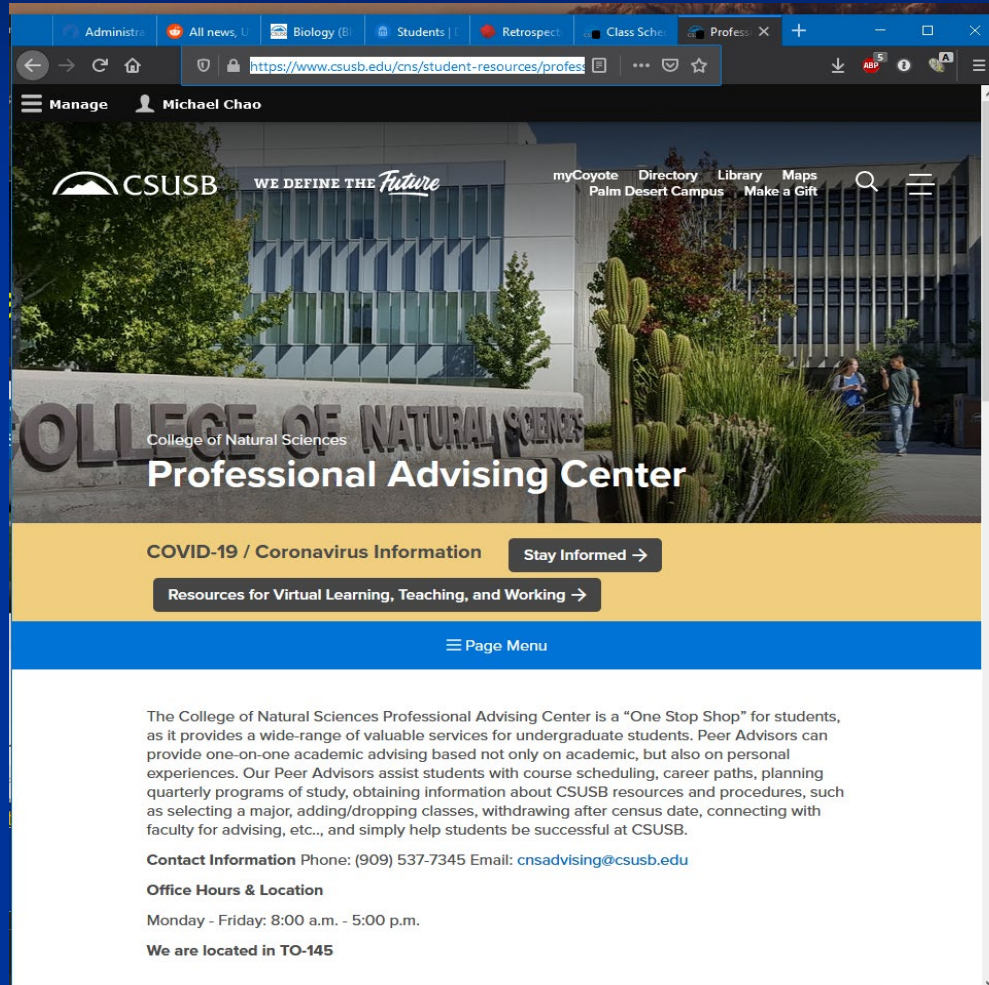 Administra
All news, U
Biology (B
Students | [
Retrospect
Class Sche
Profess
https://www.csusb.edu/cns/student-resources/profess
ABP 5
A
Manage Michael Chao
CSUSB WE DEFINE THE Future
myCoyote Directory Library Maps
Palm Desert Campus Make a Gift
COLLEGE OF NATURAL SCIENCES
College of Natural Sciences
Professional Advising Center
COVID-19 / Coronavirus Information Stay Informed →
Resources for Virtual Learning, Teaching, and Working →
Page Menu
The College of Natural Sciences Professional Advising Center is a “One Stop Shop” for students,
as it provides a wide-range of valuable services for undergraduate students. Peer Advisors can
provide one-on-one academic advising based not only on academic, but also on personal
experiences. Our Peer Advisors assist students with course scheduling, career paths, planning
quarterly programs of study, obtaining information about CSUSB resources and procedures, such
as selecting a major, adding/dropping classes, withdrawing after census date, connecting with
faculty for advising, etc.., and simply help students be successful at CSUSB.
Contact Information Phone: (909) 537-7345 Email: cnsadvising@csusb.edu
Office Hours & Location
Monday - Friday: 8:00 a.m. - 5:00 p.m.
We are located in TO-145